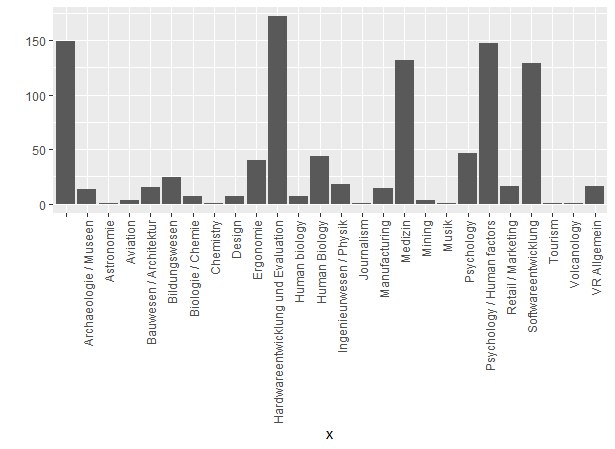 150
100
50
0
Archaeologie / Museen
Astronomie
Aviation
Bauwesen / Architektur
Bildungswesen
Biologie / Chemie
Chemistry
Design
Ergonomie
Hardwareentwicklung und Evaluation
Human biology
Human Biology
Ingenieurwesen / Physik
Journalism
Manufacturing
Medizin
Mining
Musik
Psychology
Psychology / Human factors
Retail / Marketing
Softwareentwicklung
Tourism
Volcanology
VR Allgemein
x